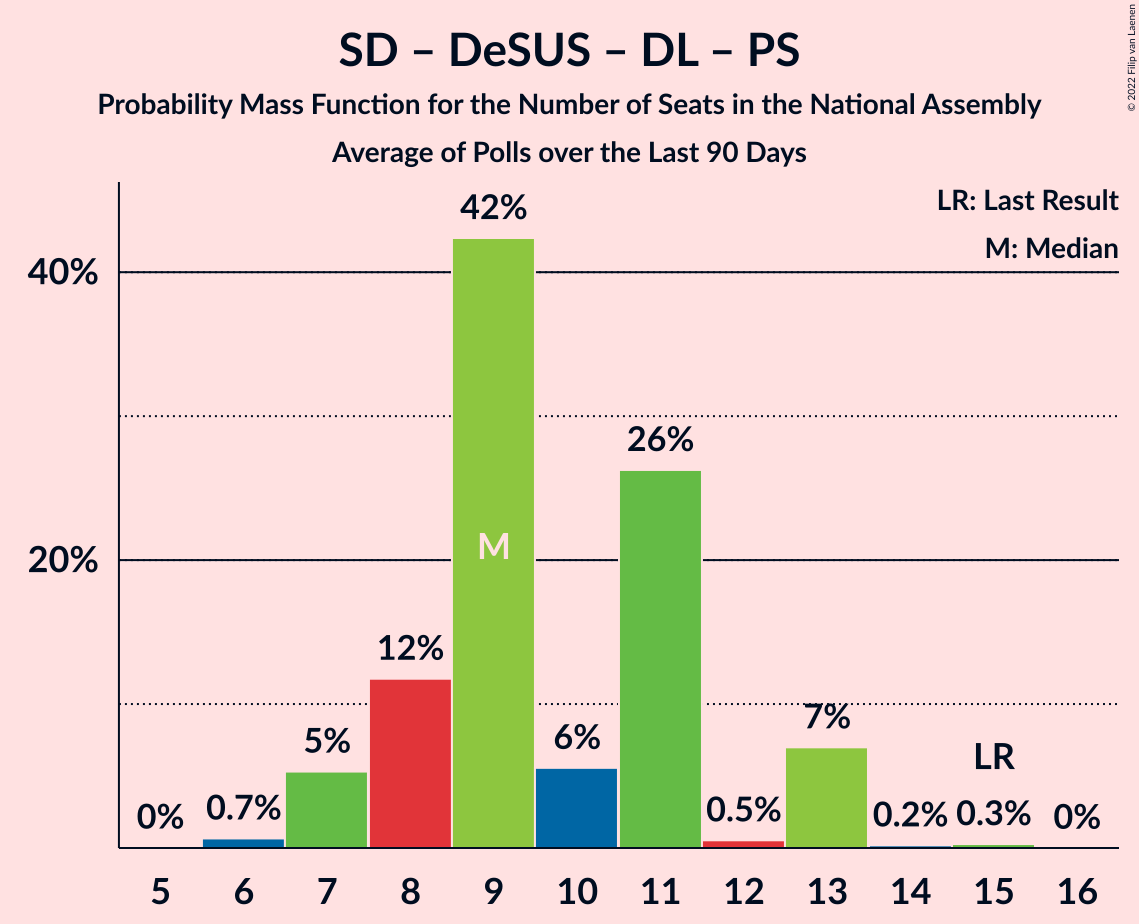 SD – DeSUS – DL – PS
Probability Mass Function for the Number of Seats in the National Assembly
Average of Polls over the Last 90 Days
© 2022 Filip van Laenen
LR: Last Result
M: Median
40%
20%
0%
0.7%
5%
12%
42%
M
6%
26%
0.5%
7%
0.2%
LR
0.3%
0%
5 6 7 8 9 10 11 12 13 14 15 16